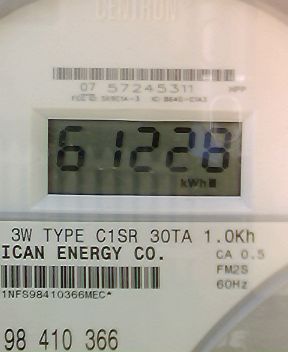 CENTRON
07 57245311
61228
kWh
3W TYPE C1SR 30TA 1.0Kh
ICAN ENERGY CO.
CA 0.5
FM2S
60Hz
1NFS98410366MEC*
98 410 366